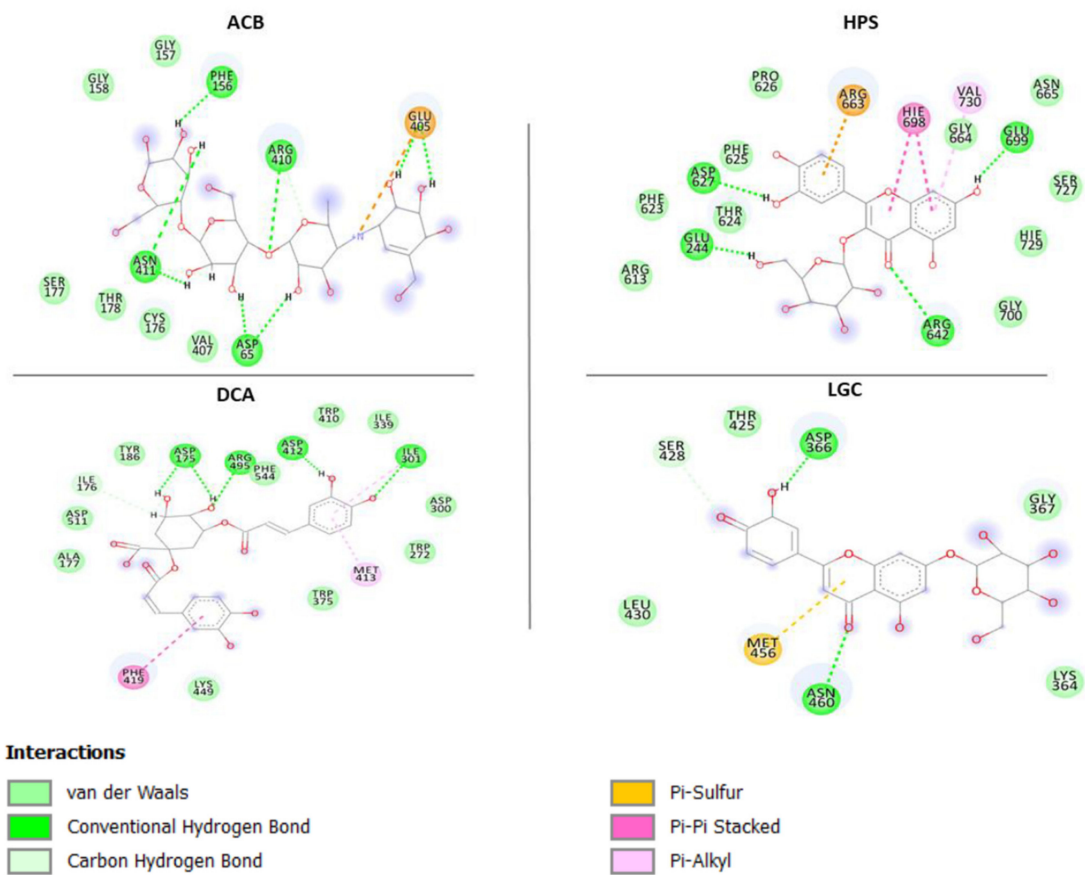 ACB
GLY
157
GLY
158
PHE
156
GLU
405
ARG
410
H
H
H
H
N
ASN
411
H
H
H
H
SER
177
THR
178
CYS
176
VAL
407
ASP
65
HPS
PRO
626
ARG
663
VAL
730
ASN
665
HIE
698
GLY
664
GLU
699
PHE
625
ASP
627
H
H
SER
727
PHE
623
THR
624
GLU
244
H
HIE
729
ARG
613
GLY
700
ARG
642
DCA
TRP
410
ILE
339
TYR
186
ASP
175
ARG
495
PHE
544
ASP
412
ILE
301
ILE
176
H
H
H
H
ASP
511
ASP
300
ALA
177
TRP
272
MET
413
TRP
375
PHE
419
LYS
449
LGC
THR
425
SER
428
ASP
366
H
GLY
367
LEU
430
MET
456
ASN
460
LYS
364
Interactions
van der Waals
Conventional Hydrogen Bond
Carbon Hydrogen Bond
Pi-Sulfur
Pi-Pi Stacked
Pi-Alkyl